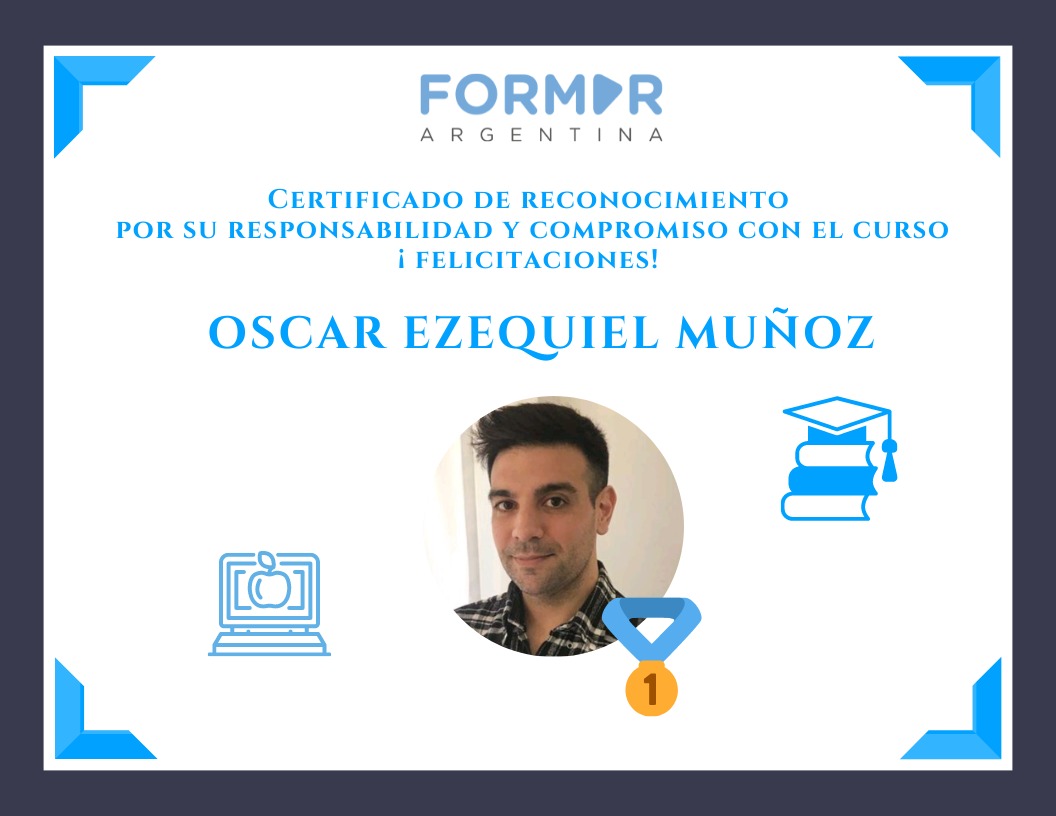 FORMAR
ARGENTINA
Certificado de reconocimiento
por su responsabilidad y compromiso con el curso
¡ felicitaciones!
OSCAR EZEQUIEL MUÑOZ
1